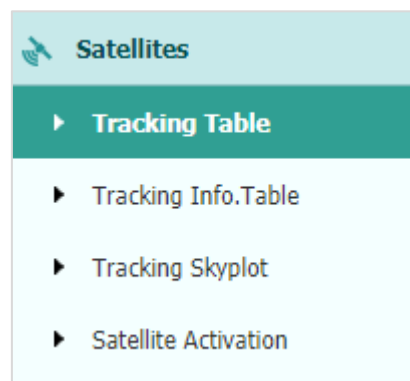 Satellites
Tracking Table
Tracking Info.Table
Tracking Skyplot
Satellite Activation